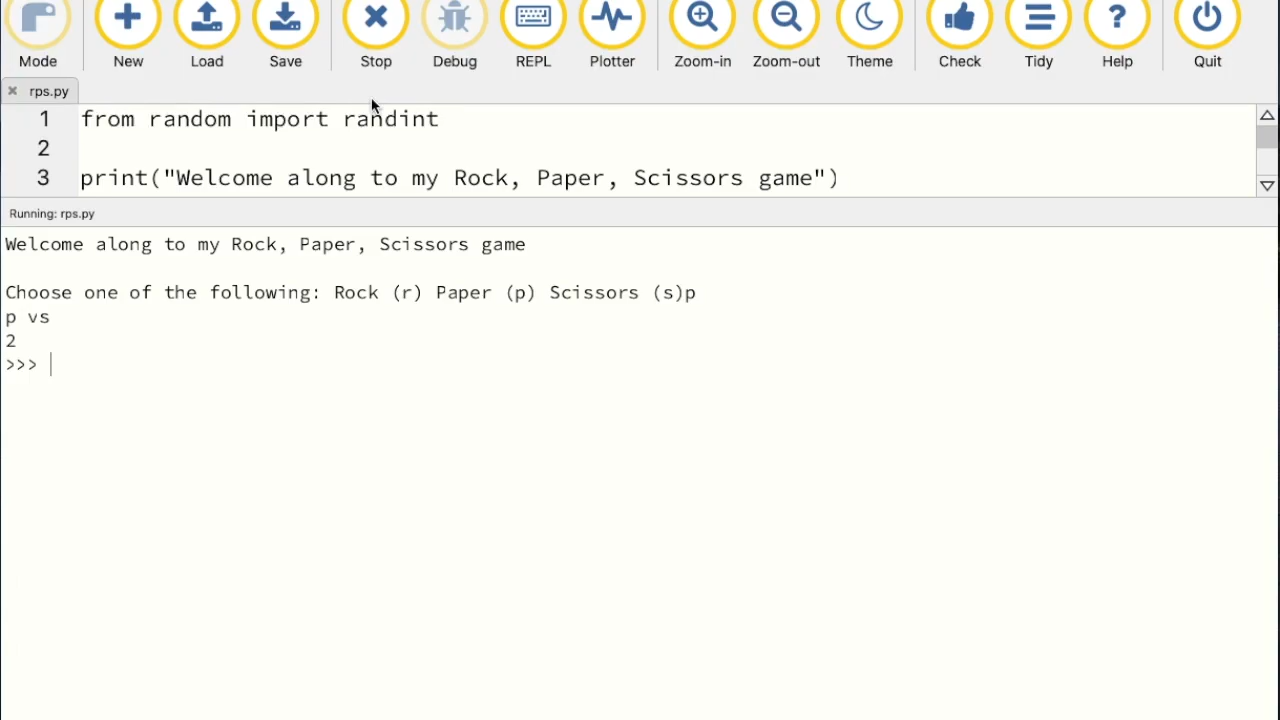 Mode New Load Save Stop Debug REPL Plotter Zoom-in Zoom-out Theme Check Tidy Help Quit
rps.py
1 from random import randint
2
3 print("Welcome along to my Rock, Paper, Scissors game")
Running: rps.py
Welcome along to my Rock, Paper, Scissors game
Choose one of the following: Rock (r) Paper (p) Scissors (s)p
p vs
2
>>>